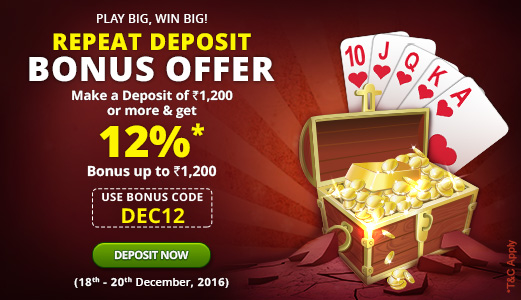 PLAY BIG, WIN BIG!
REPEAT DEPOSIT
BONUS OFFER
Make a Deposit of ₹1,200
or more & get
12%*
Bonus up to ₹1,200
USE BONUS CODE
DEC12
DEPOSIT NOW
(18th - 20th December, 2016)
10 J Q K A
*T&C Apply